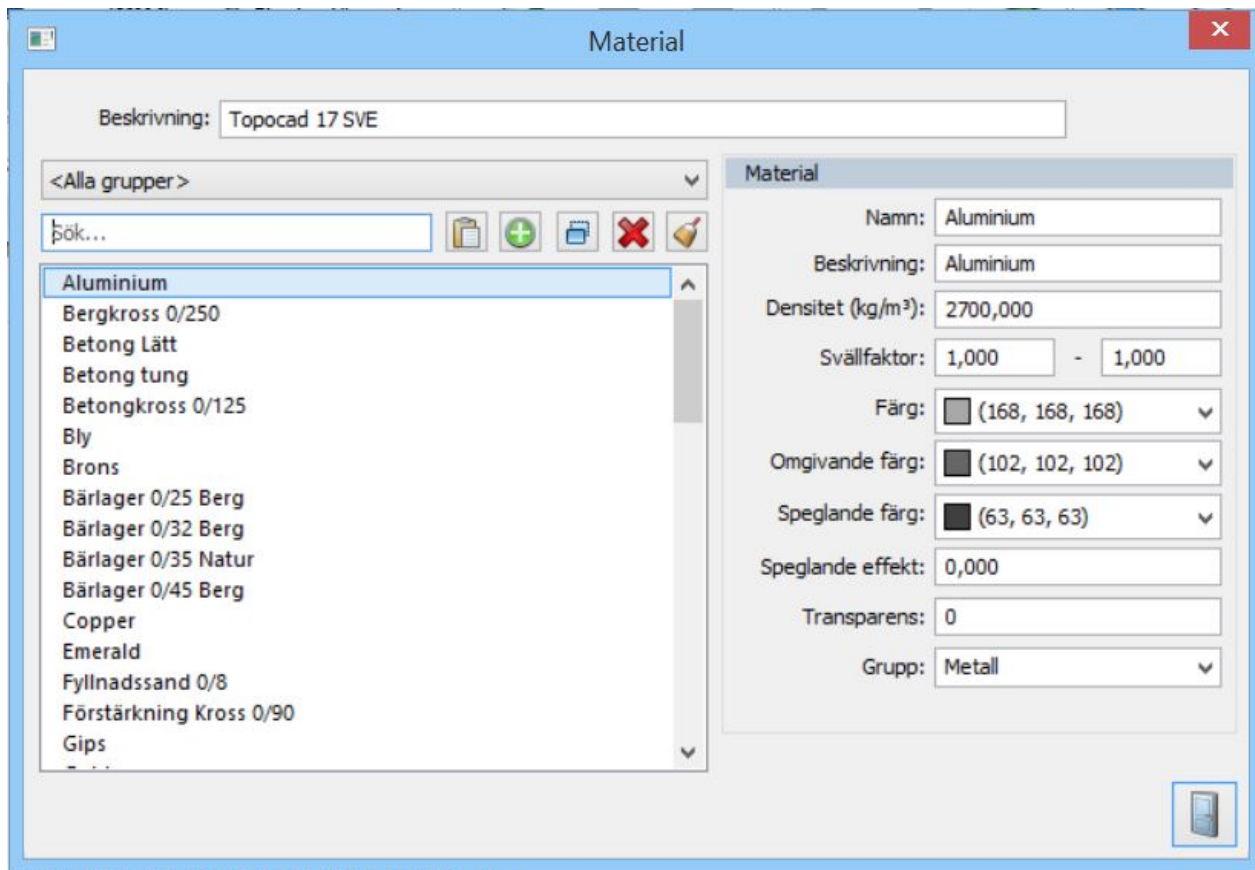 Material
Beskrivning: Topocad 17 SVE
<Alla grupper>
Sök...
Aluminium
Bergkross 0/250
Betong Lätt
Betong tung
Betongkross 0/125
Bly
Brons
Bärlager 0/25 Berg
Bärlager 0/32 Berg
Bärlager 0/35 Natur
Bärlager 0/45 Berg
Copper
Emerald
Fyllnadssand 0/8
Förstärkning Kross 0/90
Gips
Material
Namn: Aluminium
Beskrivning: Aluminium
Densitet (kg/m³): 2700,000
Svällfaktor: 1,000 - 1,000
Färg: (168, 168, 168)
Omgivande färg: (102, 102, 102)
Speglande färg: (63, 63, 63)
Speglande effekt: 0,000
Transparens: 0
Grupp: Metall